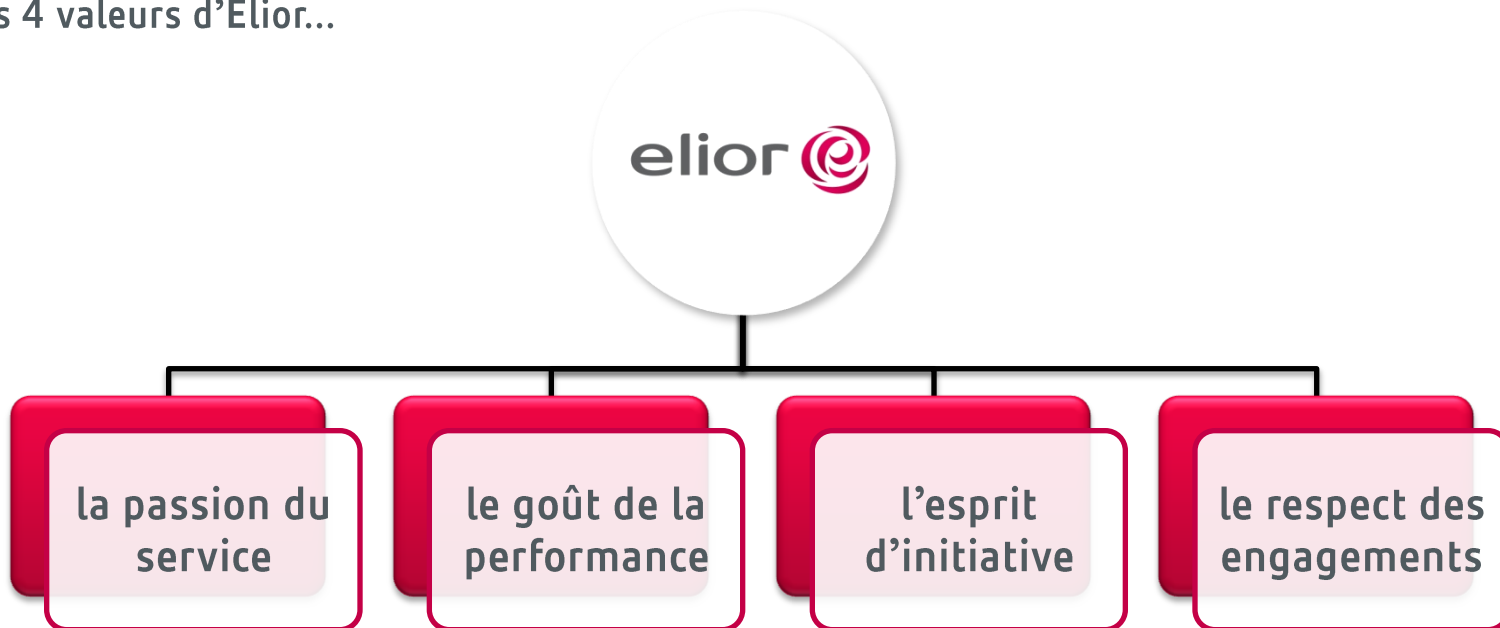 s 4 valeurs d’Elior...
elior
la passion du
service
le goût de la
performance
l’esprit
d’initiative
le respect des
engagements